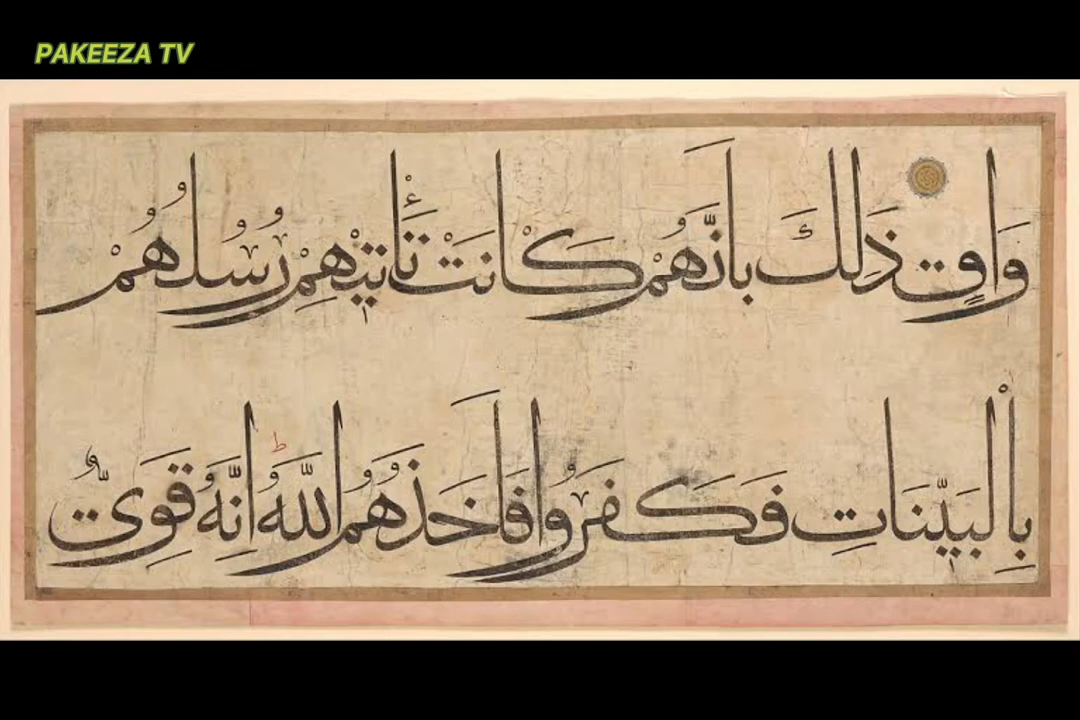 PAKEEZA TV
وَاقٍ ذَلِكَ بِاَنَّهُمْ كَانَتْ تَأْتِيهِمْ رُسُلُهُمْ
بِالْبَيِّنَاتِ فَكَفَرُوا فَاَخَذَهُمُ اللَّهُ اِنَّهُ قَوِىٌّ